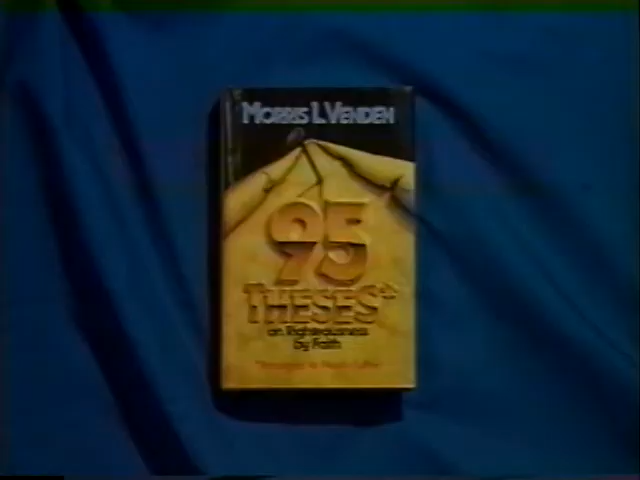 MORRIS L. VENDEN
95
THESES*
on Righteousness
by Faith